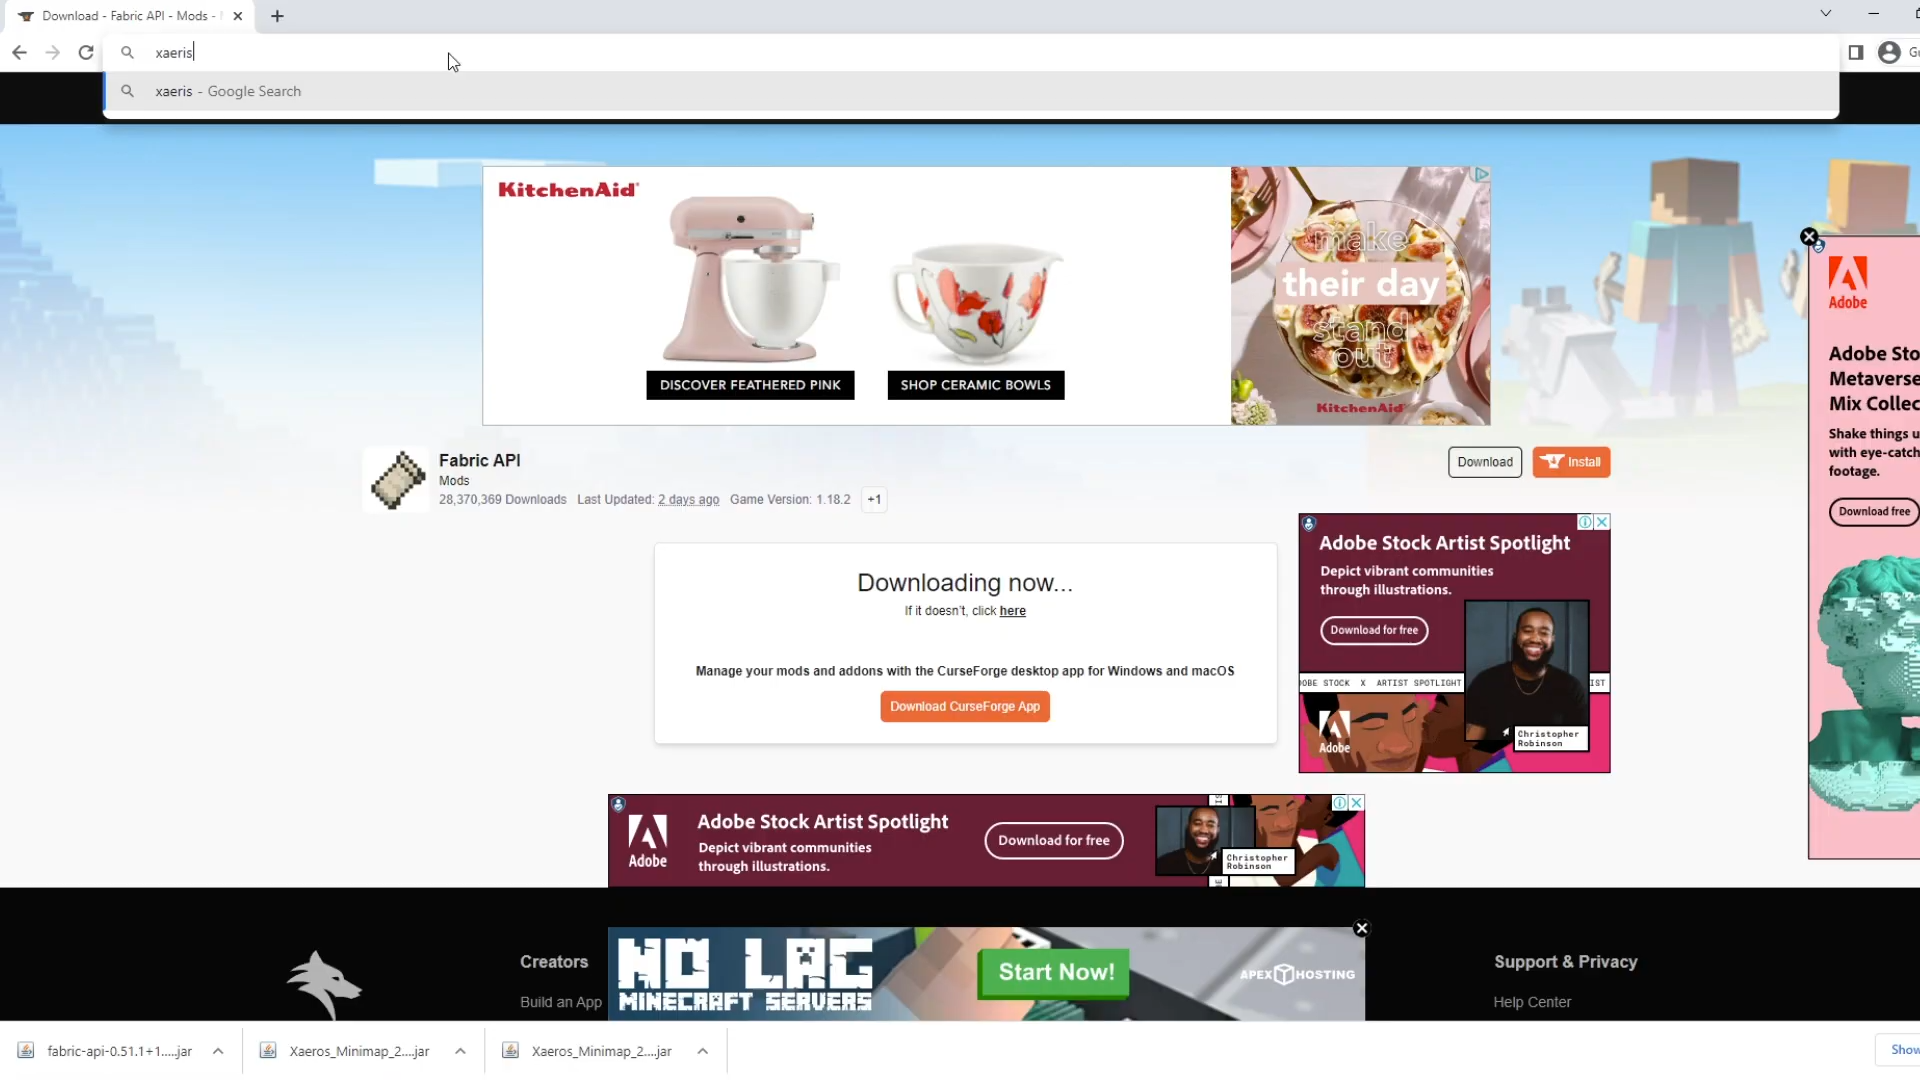 Download - Fabric API - Mods -
xaeris
Gu
xaeris - Google Search
KitchenAid
DISCOVER FEATHERED PINK
SHOP CERAMIC BOWLS
make
their day
stand
out
KitchenAid
Adobe
Adobe Sto
Metaverse
Mix Collec
Shake things u
with eye-catch
footage.
Download free
Fabric API
Mods
28,370,369 Downloads Last Updated: 2 days ago Game Version: 1.18.2 +1
Download
Install
Downloading now...
If it doesn't, click here
Manage your mods and addons with the CurseForge desktop app for Windows and macOS
Download CurseForge App
Adobe Stock Artist Spotlight
Depict vibrant communities
through illustrations.
Download for free
OBE STOCK X ARTIST SPOTLIGHT
IST
Adobe
Christopher
Robinson
Adobe
Adobe Stock Artist Spotlight
Depict vibrant communities
through illustrations.
Download for free
Christopher
Robinson
Creators
Build an App
NO LAG
MINECRAFT SERVERS
Start Now!
APEX HOSTING
Support & Privacy
Help Center
fabric-api-0.51.1+1.....jar
Xaeros_Minimap_2....jar
Xaeros_Minimap_2....jar
Show